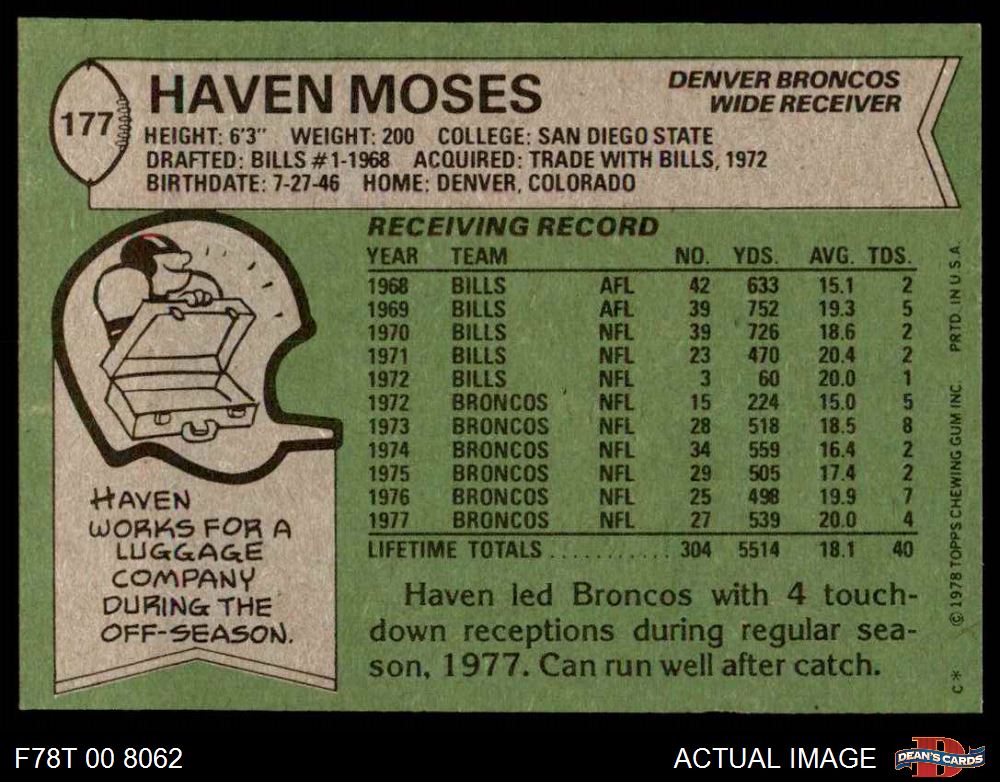 177
HAVEN MOSES
DENVER BRONCOS
WIDE RECEIVER
HEIGHT: 6'3" WEIGHT: 200 COLLEGE: SAN DIEGO STATE
DRAFTED: BILLS #1-1968 ACQUIRED: TRADE WITH BILLS, 1972
BIRTHDATE: 7-27-46 HOME: DENVER, COLORADO
RECEIVING RECORD
YEAR TEAM NO. YDS. AVG. TDS.
1968 BILLS AFL 42 633 15.1 2
1969 BILLS AFL 39 752 19.3 5
1970 BILLS NFL 39 726 18.6 2
1971 BILLS NFL 23 470 20.4 2
1972 BILLS NFL 3 60 20.0 1
1972 BRONCOS NFL 15 224 15.0 5
1973 BRONCOS NFL 28 518 18.5 8
1974 BRONCOS NFL 34 559 16.4 2
1975 BRONCOS NFL 29 505 17.4 2
1976 BRONCOS NFL 25 498 19.9 7
1977 BRONCOS NFL 27 539 20.0 4
LIFETIME TOTALS........... 304 5514 18.1 40
Haven led Broncos with 4 touch-
down receptions during regular sea-
son, 1977. Can run well after catch.
HAVEN
WORKS FOR A
LUGGAGE
COMPANY
DURING THE
OFF-SEASON.
C* © 1978 TOPPS CHEWING GUM INC. PRTD. IN U.S.A.
F78T 00 8062
ACTUAL IMAGE
D
DEAN'S CARDS